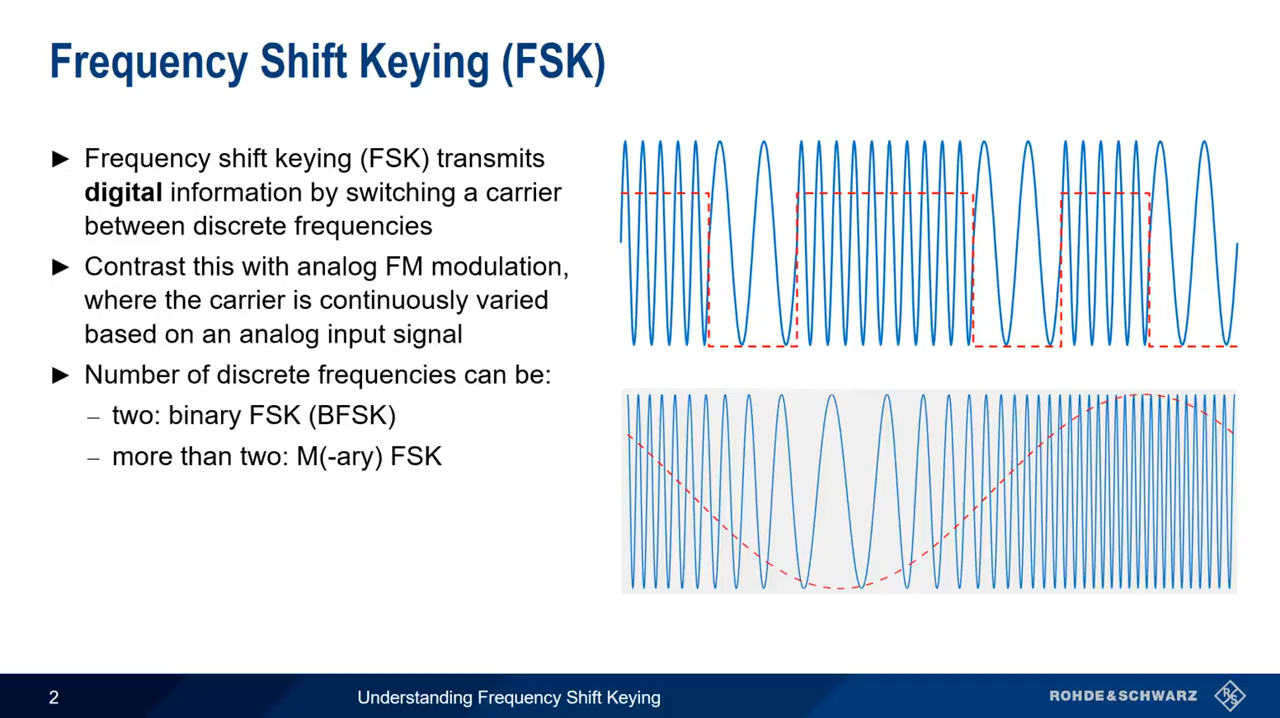 Frequency Shift Keying (FSK)
► Frequency shift keying (FSK) transmits
digital information by switching a carrier
between discrete frequencies
► Contrast this with analog FM modulation,
where the carrier is continuously varied
based on an analog input signal
► Number of discrete frequencies can be:
– two: binary FSK (BFSK)
– more than two: M(-ary) FSK
2
Understanding Frequency Shift Keying
ROHDE&SCHWARZ
R&S